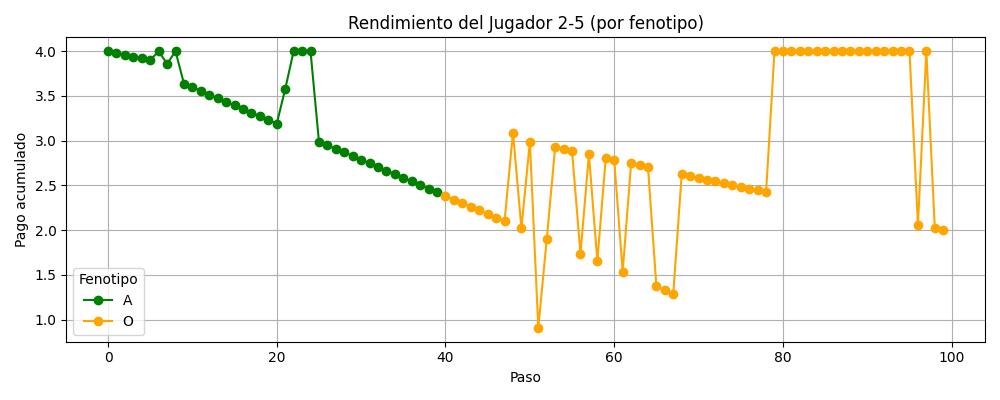 Rendimiento del Jugador 2-5 (por fenotipo)
Pago acumulado
4.0
3.5
3.0
2.5
2.0
1.5
1.0
Fenotipo
A
O
0
20
40
60
80
100
Paso